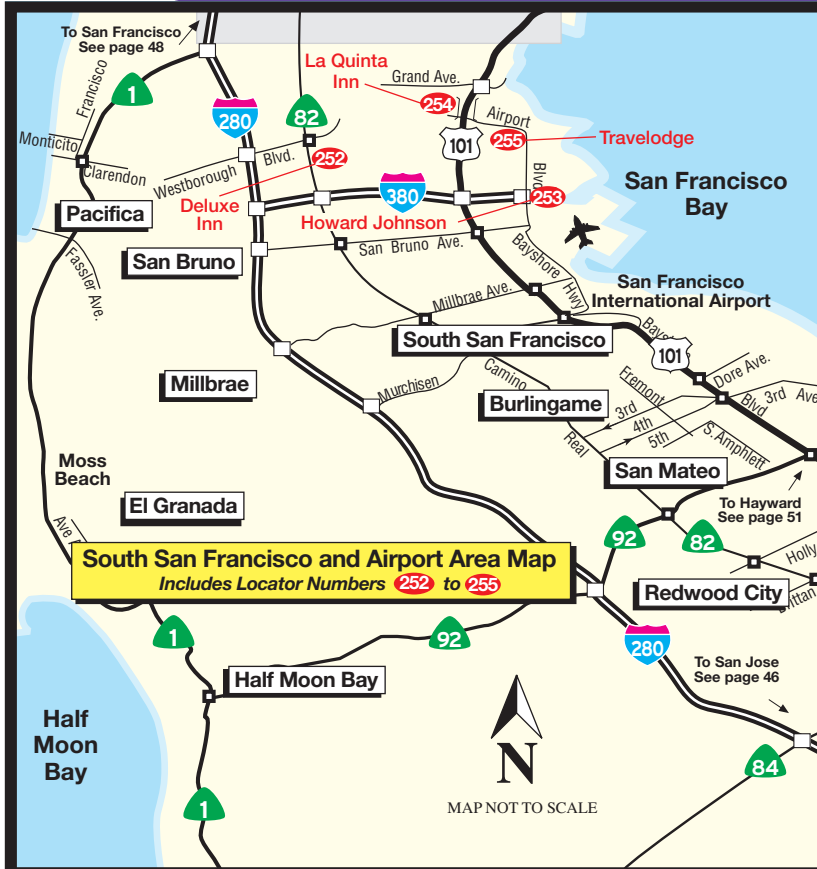 To San Francisco
See page 48
La Quinta
Inn
Grand Ave.
254
Airport
Francisco
1
280
82
101
255
Travelodge
Monticito
Clarendon
Westborough
Blvd.
252
Blvd
San Francisco
Bay
Deluxe
Inn
380
253
Howard Johnson
Pacifica
San Bruno Ave.
Bayshore
Hwy
San Bruno
Fassler Ave.
Millbrae Ave.
San Francisco
International Airport
South San Francisco
101
Millbrae
Murchisen
Camino
Real
Fremont
Dore Ave.
Blvd
3rd Ave
Burlingame
3rd
4th
5th
S. Amphlett
Moss
Beach
San Mateo
El Granada
To Hayward
See page 51
92
82
Holly
South San Francisco and Airport Area Map
Includes Locator Numbers 252 to 255
Redwood City
1
92
280
To San Jose
See page 46
Half Moon Bay
Half
Moon
Bay
N
84
MAP NOT TO SCALE
1